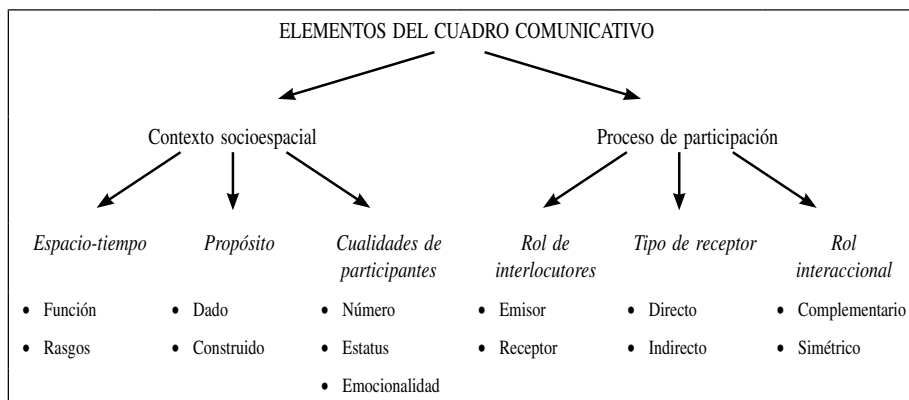 ELEMENTOS DEL CUADRO COMUNICATIVO
Contexto socioespacial
Proceso de participación
Espacio-tiempo
• Función
• Rasgos
Propósito
• Dado
• Construido
Cualidades de
participantes
• Número
• Estatus
• Emocionalidad
Rol de
interlocutores
• Emisor
• Receptor
Tipo de receptor
• Directo
• Indirecto
Rol
interaccional
• Complementario
• Simétrico